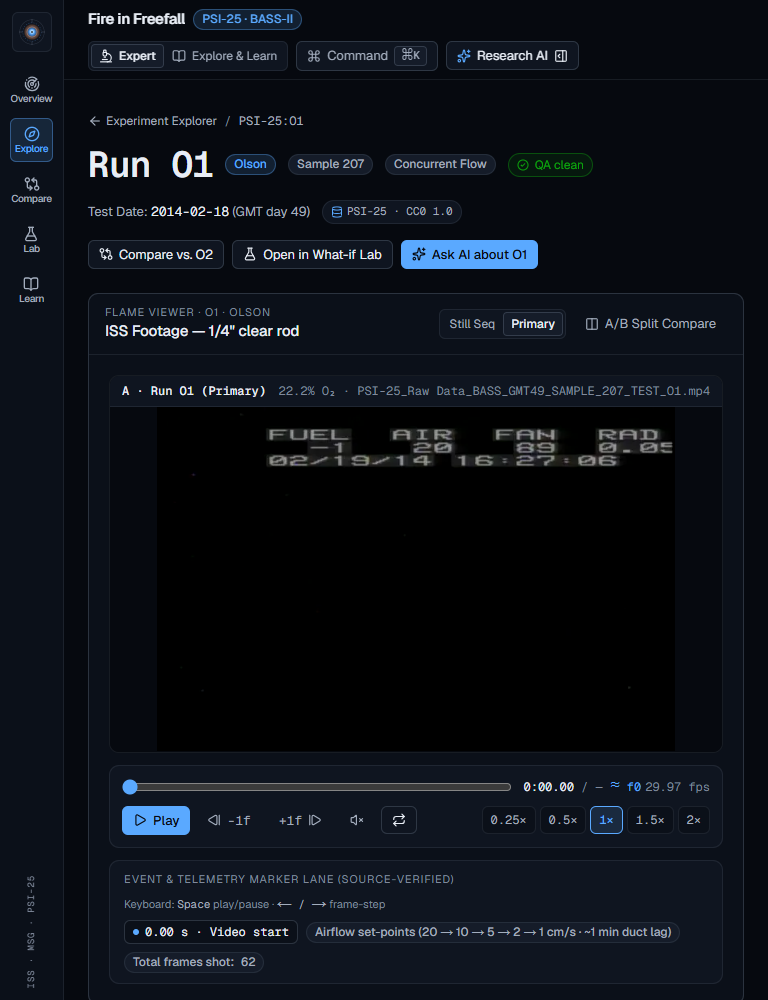 Fire in Freefall PSI-25 · BASS-II
Expert Explore & Learn Command ⌘K Research AI
Overview
Explore
Compare
Lab
Learn
ISS · MSG · PSI-25
← Experiment Explorer / PSI-25:01
Run 01 Olson Sample 207 Concurrent Flow QA clean
Test Date: 2014-02-18 (GMT day 49) PSI-25 · CC0 1.0
Compare vs. 02 Open in What-if Lab Ask AI about 01
FLAME VIEWER · 01 · OLSON
ISS Footage — 1/4" clear rod
Still Seq Primary A/B Split Compare
A · Run 01 (Primary) 22.2% O₂ · PSI-25_Raw Data_BASS_GMT49_SAMPLE_207_TEST_01.mp4
FUEL AIR FAN RAD
-1 20 89 0.05
02/19/14 16:27:06
0:00.00 / — ≈ f0 29.97 fps
Play -1f +1f 0.25× 0.5× 1× 1.5× 2×
EVENT & TELEMETRY MARKER LANE (SOURCE-VERIFIED)
Keyboard: Space play/pause · ← / → frame-step
0.00 s · Video start Airflow set-points (20 → 10 → 5 → 2 → 1 cm/s · ~1 min duct lag)
Total frames shot: 62